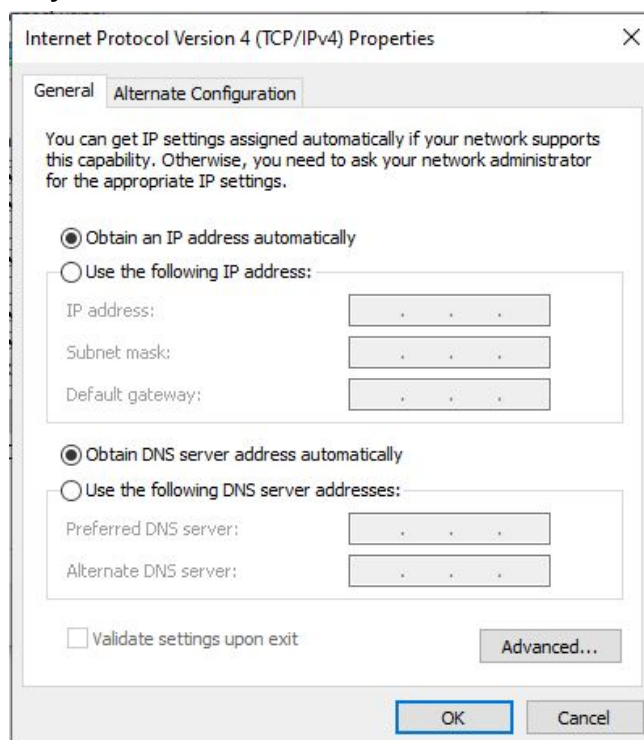 Internet Protocol Version 4 (TCP/IPv4) Properties
General
Alternate Configuration
You can get IP settings assigned automatically if your network supports
this capability. Otherwise, you need to ask your network administrator
for the appropriate IP settings.
Obtain an IP address automatically
Use the following IP address:
IP address:
. . .
Subnet mask:
. . .
Default gateway:
. . .
Obtain DNS server address automatically
Use the following DNS server addresses:
Preferred DNS server:
. . .
Alternate DNS server:
. . .
Validate settings upon exit
Advanced...
OK
Cancel